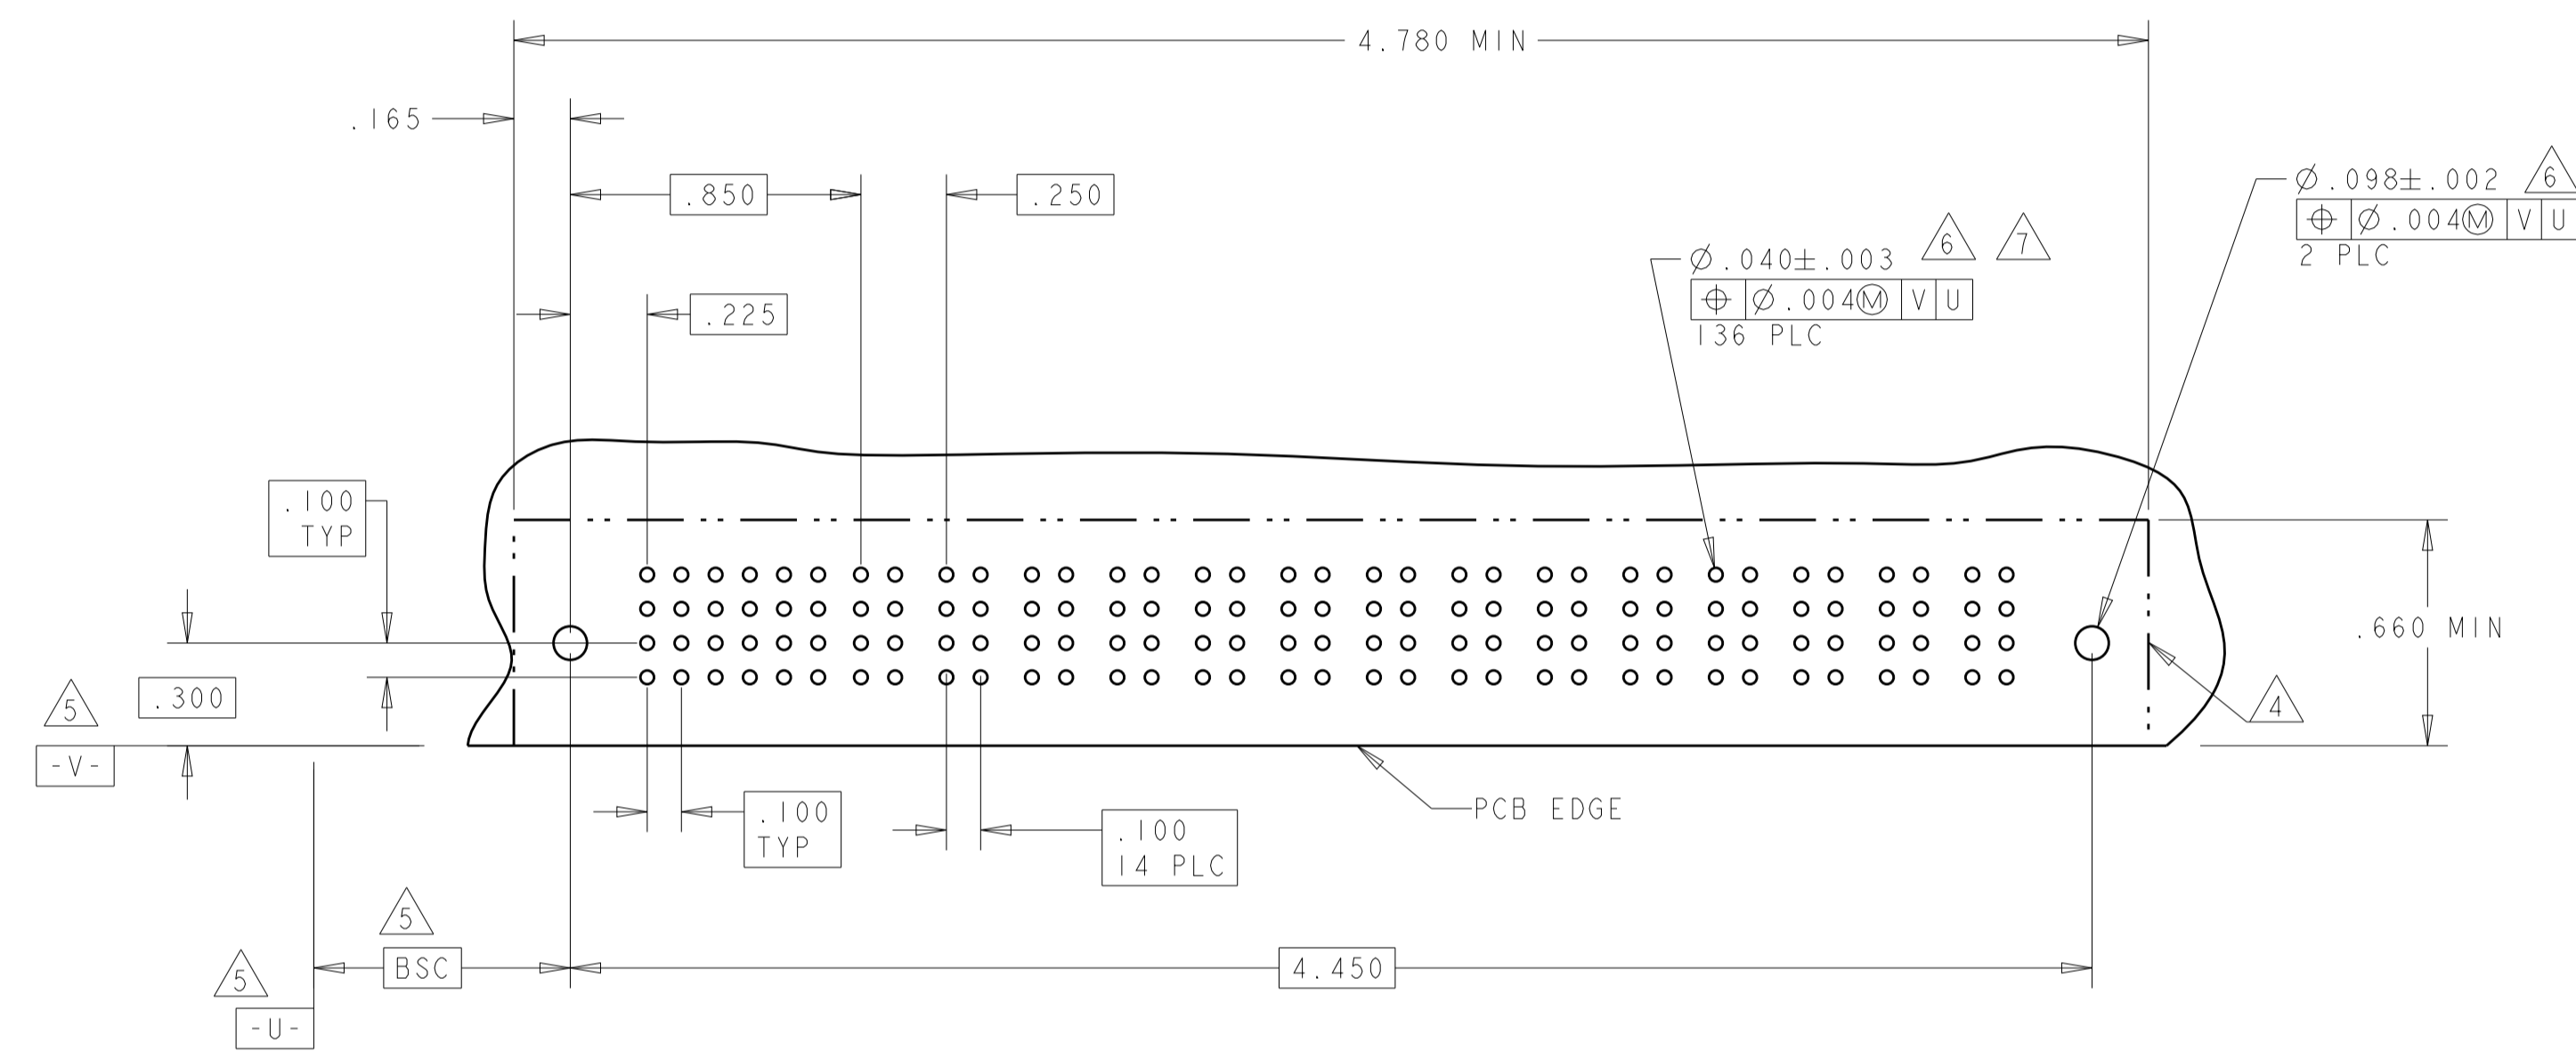 4.780 MIN
.165
.850
.250
Ø.098±.002 6
⌖ Ø.004Ⓜ V U
2 PLC
Ø.040±.003 6 7
⌖ Ø.004Ⓜ V U
136 PLC
.225
.100
TYP
.660 MIN
5
.300
4
-V-
.100
TYP
PCB EDGE
.100
14 PLC
5
BSC
4.450
5
-U-